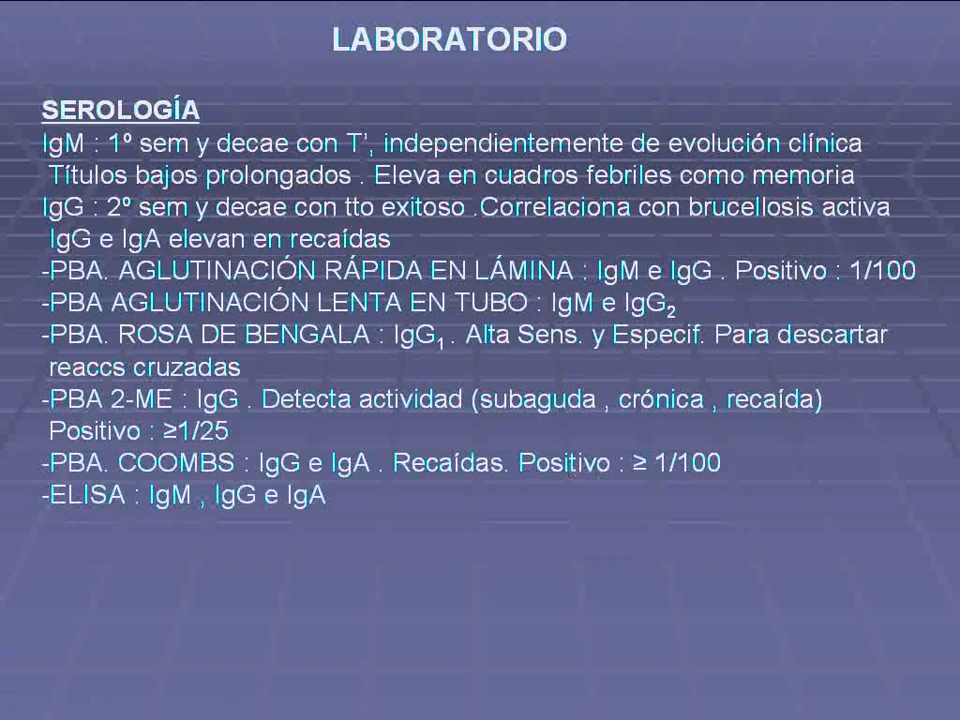 LABORATORIO
SEROLOGÍA
IgM : 1º sem y decae con T’, independientemente de evolución clínica
Títulos bajos prolongados . Eleva en cuadros febriles como memoria
IgG : 2º sem y decae con tto exitoso .Correlaciona con brucellosis activa
IgG e IgA elevan en recaídas
-PBA. AGLUTINACIÓN RÁPIDA EN LÁMINA : IgM e IgG . Positivo : 1/100
-PBA AGLUTINACIÓN LENTA EN TUBO : IgM e IgG₂
-PBA. ROSA DE BENGALA : IgG₁ . Alta Sens. y Especif. Para descartar
reaccs cruzadas
-PBA 2-ME : IgG . Detecta actividad (subaguda , crónica , recaída)
Positivo : ≥1/25
-PBA. COOMBS : IgG e IgA . Recaídas. Positivo : ≥ 1/100
-ELISA : IgM , IgG e IgA